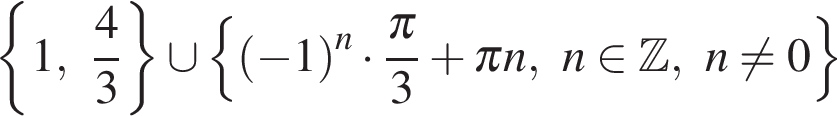 {1, 4/3} ∪ {(−1)ⁿ · π/3 + πn, n ∈ ℤ, n ≠ 0}